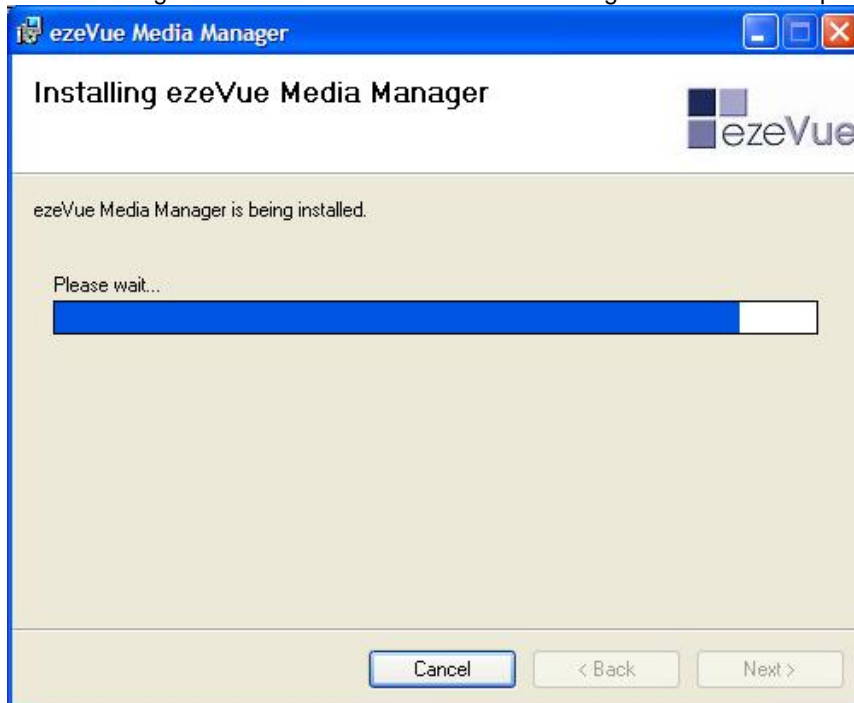 ezeVue Media Manager
Installing ezeVue Media Manager
ezeVue
ezeVue Media Manager is being installed.
Please wait...
Cancel < Back Next >